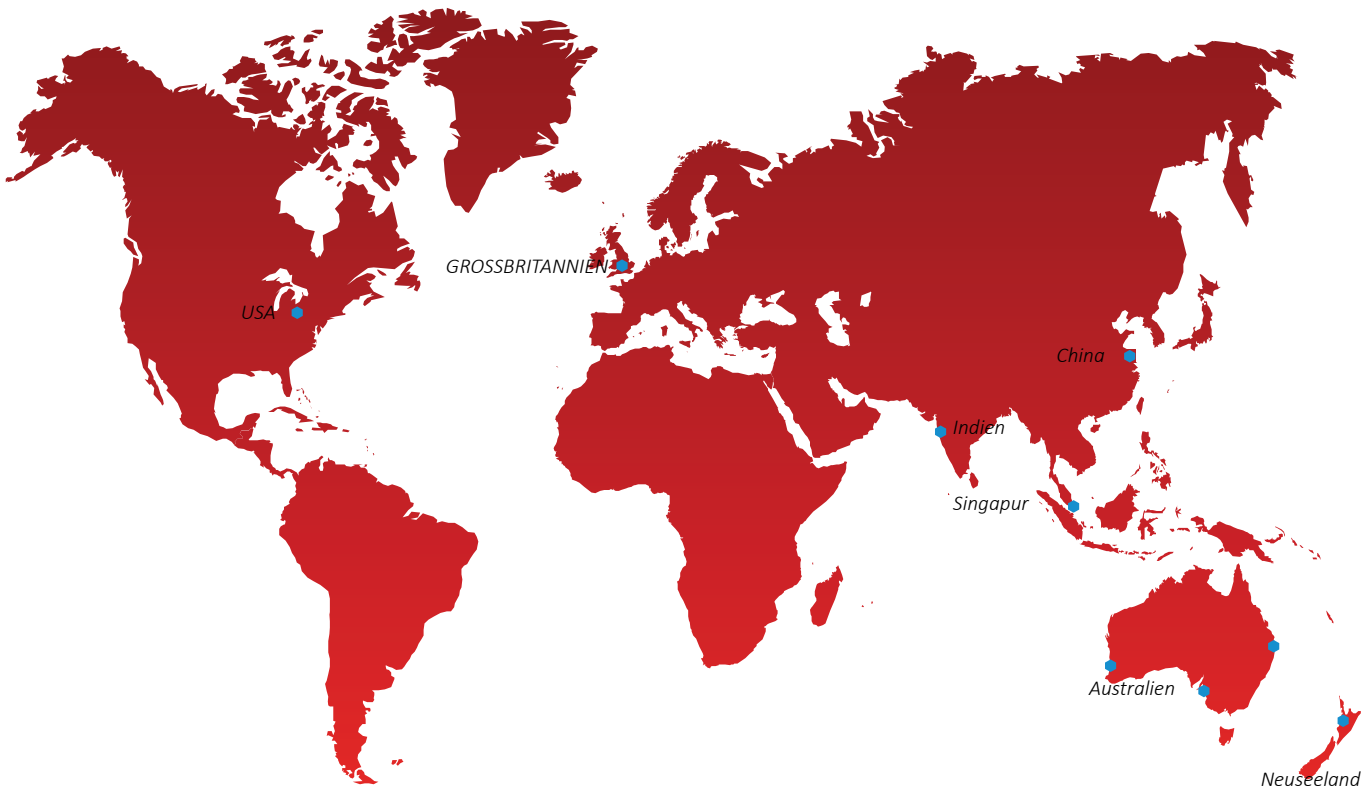 GROSSBRITANNIEN
USA
China
Indien
Singapur
Australien
Neuseeland